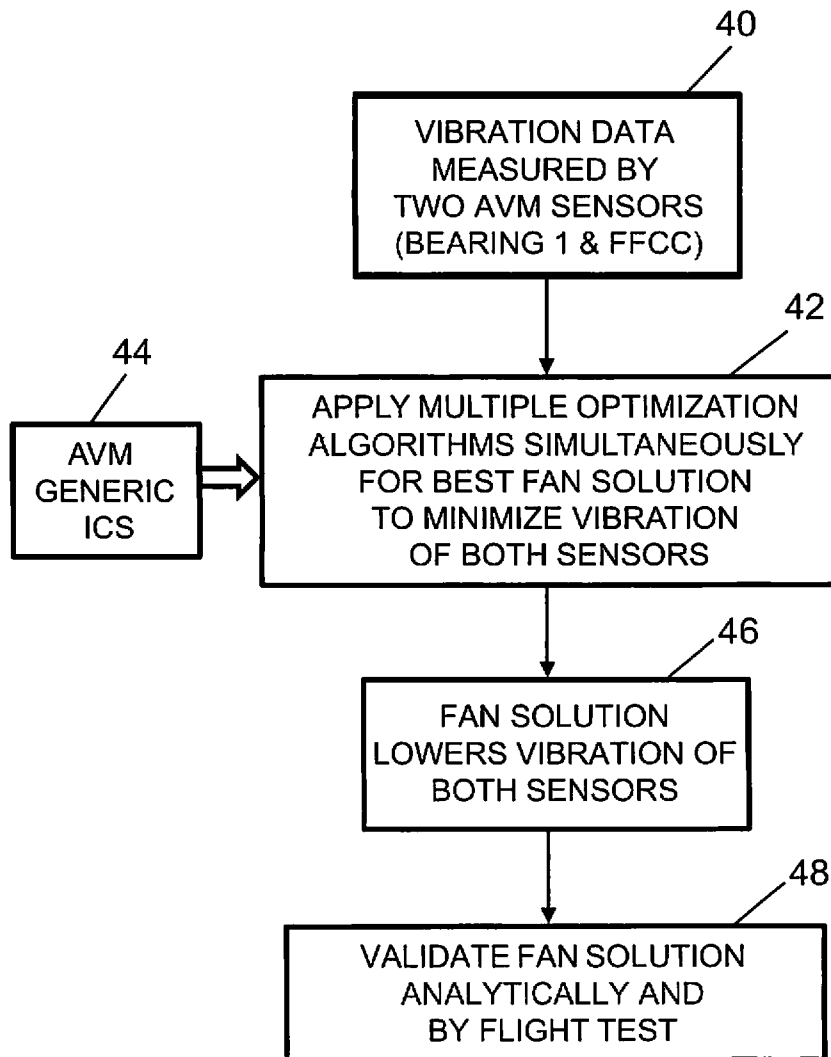 40
VIBRATION DATA
MEASURED BY
TWO AVM SENSORS
(BEARING 1 & FFCC)
42
44
APPLY MULTIPLE OPTIMIZATION
ALGORITHMS SIMULTANEOUSLY
FOR BEST FAN SOLUTION
TO MINIMIZE VIBRATION
OF BOTH SENSORS
AVM
GENERIC
ICS
46
FAN SOLUTION
LOWERS VIBRATION OF
BOTH SENSORS
48
VALIDATE FAN SOLUTION
ANALYTICALLY AND
BY FLIGHT TEST